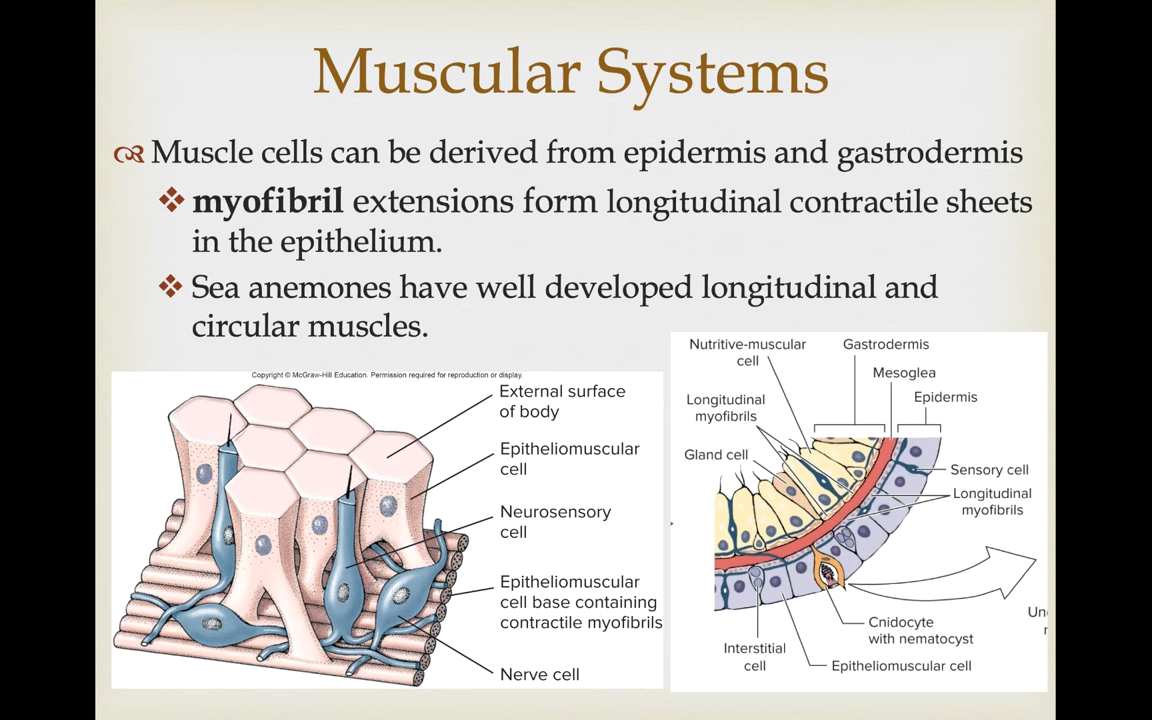 Muscular Systems
Muscle cells can be derived from epidermis and gastrodermis
myofibril extensions form longitudinal contractile sheets
in the epithelium.
Sea anemones have well developed longitudinal and
circular muscles.
Copyright © McGraw-Hill Education. Permission required for reproduction or display.
External surface
of body
Epitheliomuscular
cell
Neurosensory
cell
Epitheliomuscular
cell base containing
contractile myofibrils
Nerve cell
Nutritive-muscular
cell
Gastrodermis
Mesoglea
Epidermis
Longitudinal
myofibrils
Gland cell
Sensory cell
Longitudinal
myofibrils
Cnidocyte
with nematocyst
Interstitial
cell
Epitheliomuscular cell